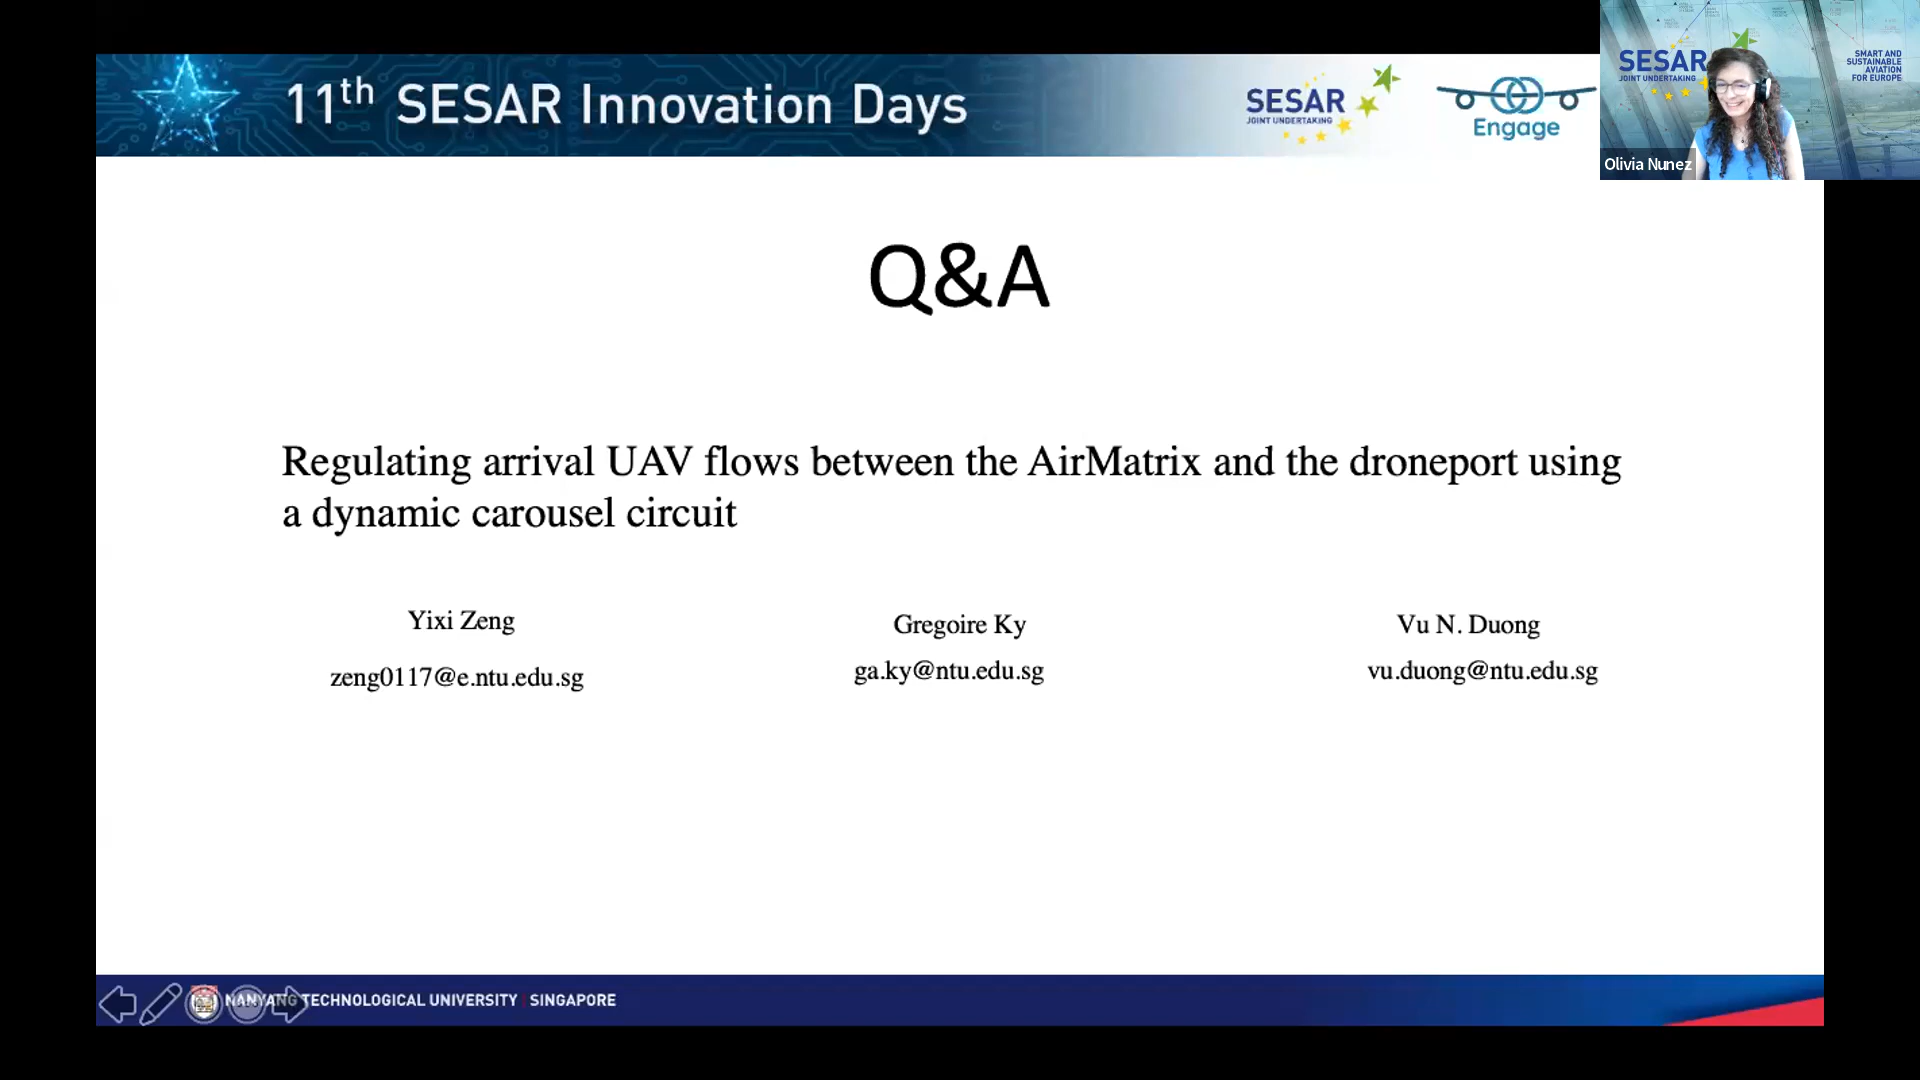 11th SESAR Innovation Days
SESAR
JOINT UNDERTAKING
Engage
SESAR
JOINT UNDERTAKING
SMART AND
SUSTAINABLE
AVIATION
FOR EUROPE
Olivia Nunez
Q&A
Regulating arrival UAV flows between the AirMatrix and the droneport using
a dynamic carousel circuit
Yixi Zeng
Gregoire Ky
Vu N. Duong
zeng0117@e.ntu.edu.sg
ga.ky@ntu.edu.sg
vu.duong@ntu.edu.sg
NANYANG TECHNOLOGICAL UNIVERSITY | SINGAPORE